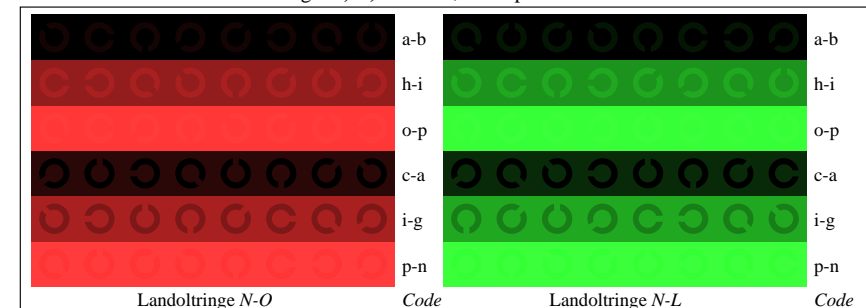 a-b a-b
h-i h-i
o-p o-p
c-a c-a
i-g i-g
p-n p-n
Landoltringe N-O Code Landoltringe N-L Code